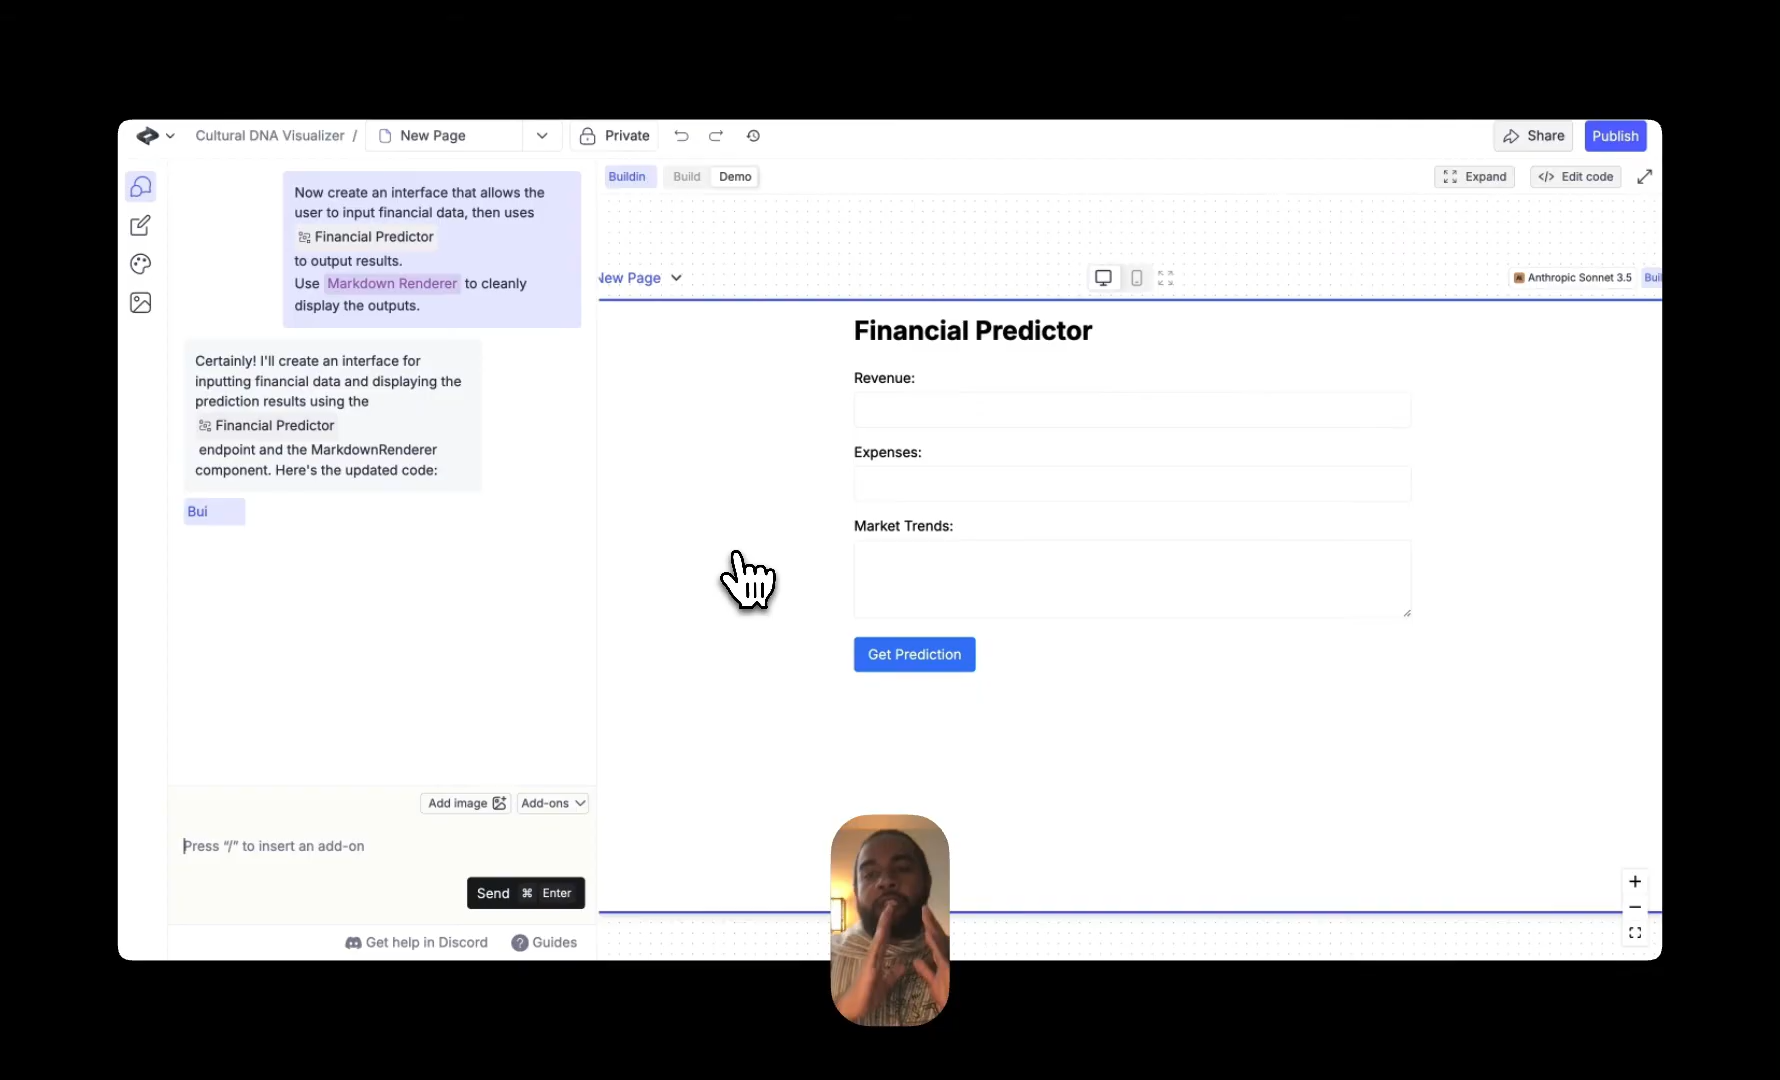 Cultural DNA Visualizer / New Page Private Share Publish
Now create an interface that allows the
user to input financial data, then uses
Financial Predictor
to output results.
Use Markdown Renderer to cleanly
display the outputs.
Certainly! I'll create an interface for
inputting financial data and displaying the
prediction results using the
Financial Predictor
endpoint and the MarkdownRenderer
component. Here's the updated code:
Bui
Add image Add-ons
Press "/" to insert an add-on
Send ⌘ Enter
Get help in Discord ? Guides
Buildin Build Demo Expand </> Edit code
New Page Anthropic Sonnet 3.5 Buil
Financial Predictor
Revenue:
Expenses:
Market Trends:
Get Prediction